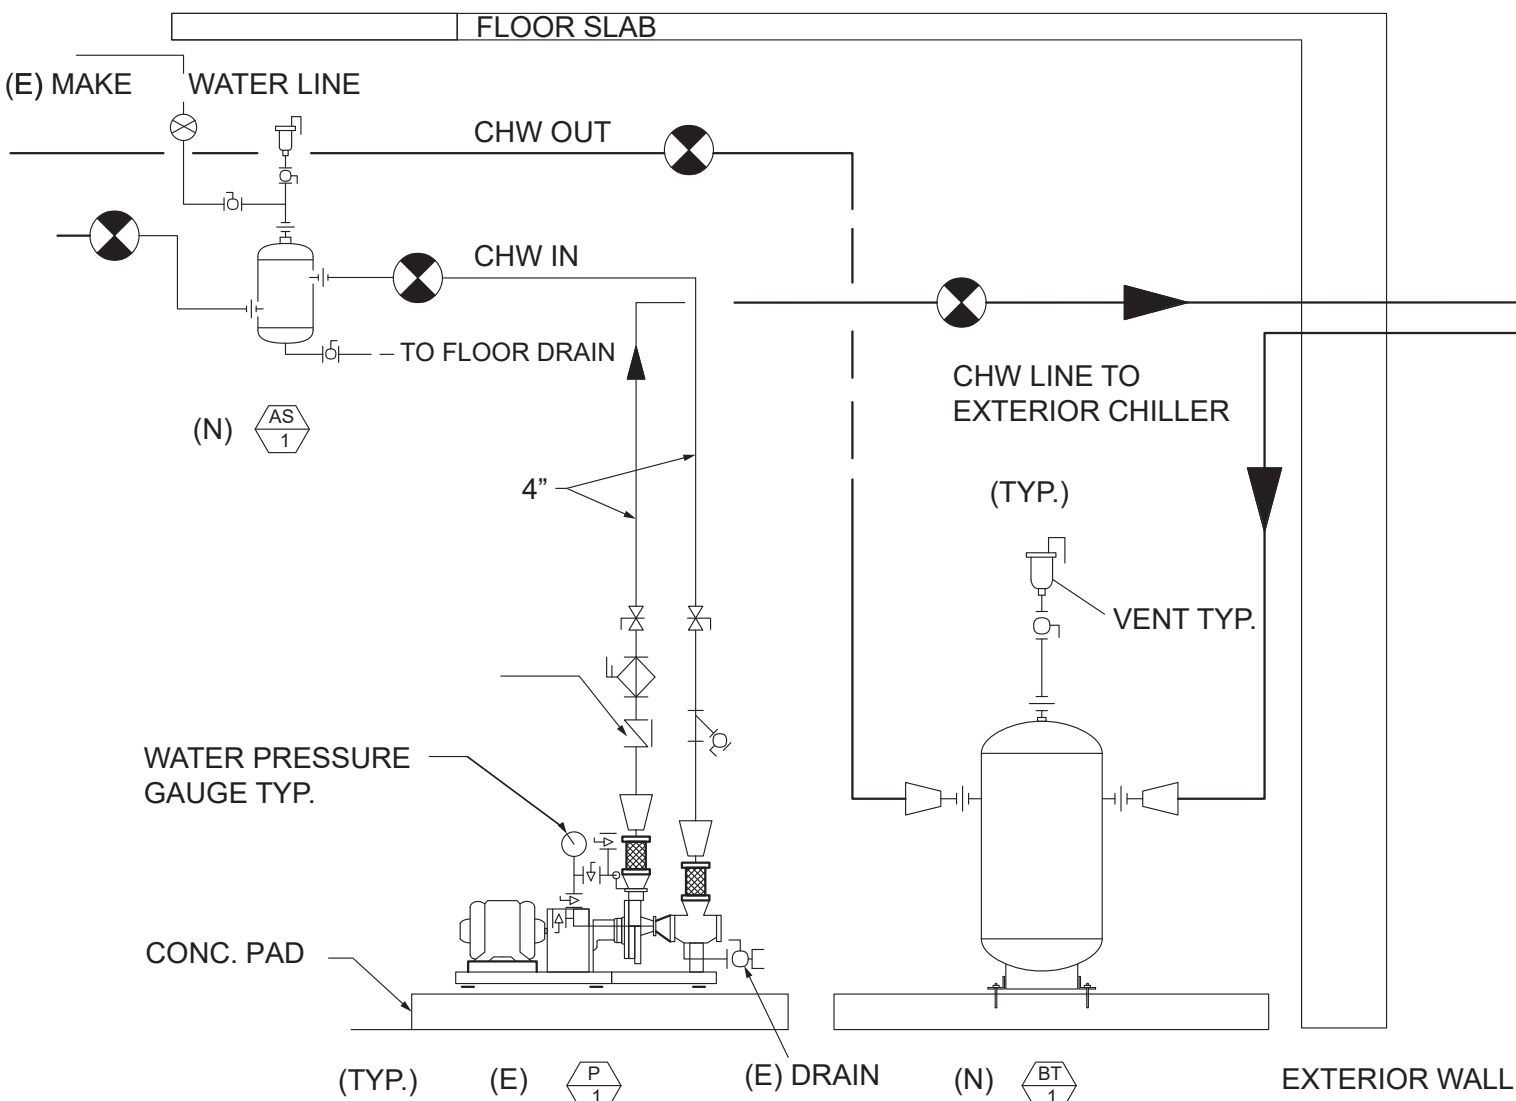 FLOOR SLAB
(E) MAKE WATER LINE
CHW OUT
CHW IN
TO FLOOR DRAIN
CHW LINE TO
EXTERIOR CHILLER
(N) AS
1
4”
(TYP.)
VENT TYP.
WATER PRESSURE
GAUGE TYP.
CONC. PAD
(TYP.) (E) P
1
(E) DRAIN
(N) BT
1
EXTERIOR WALL